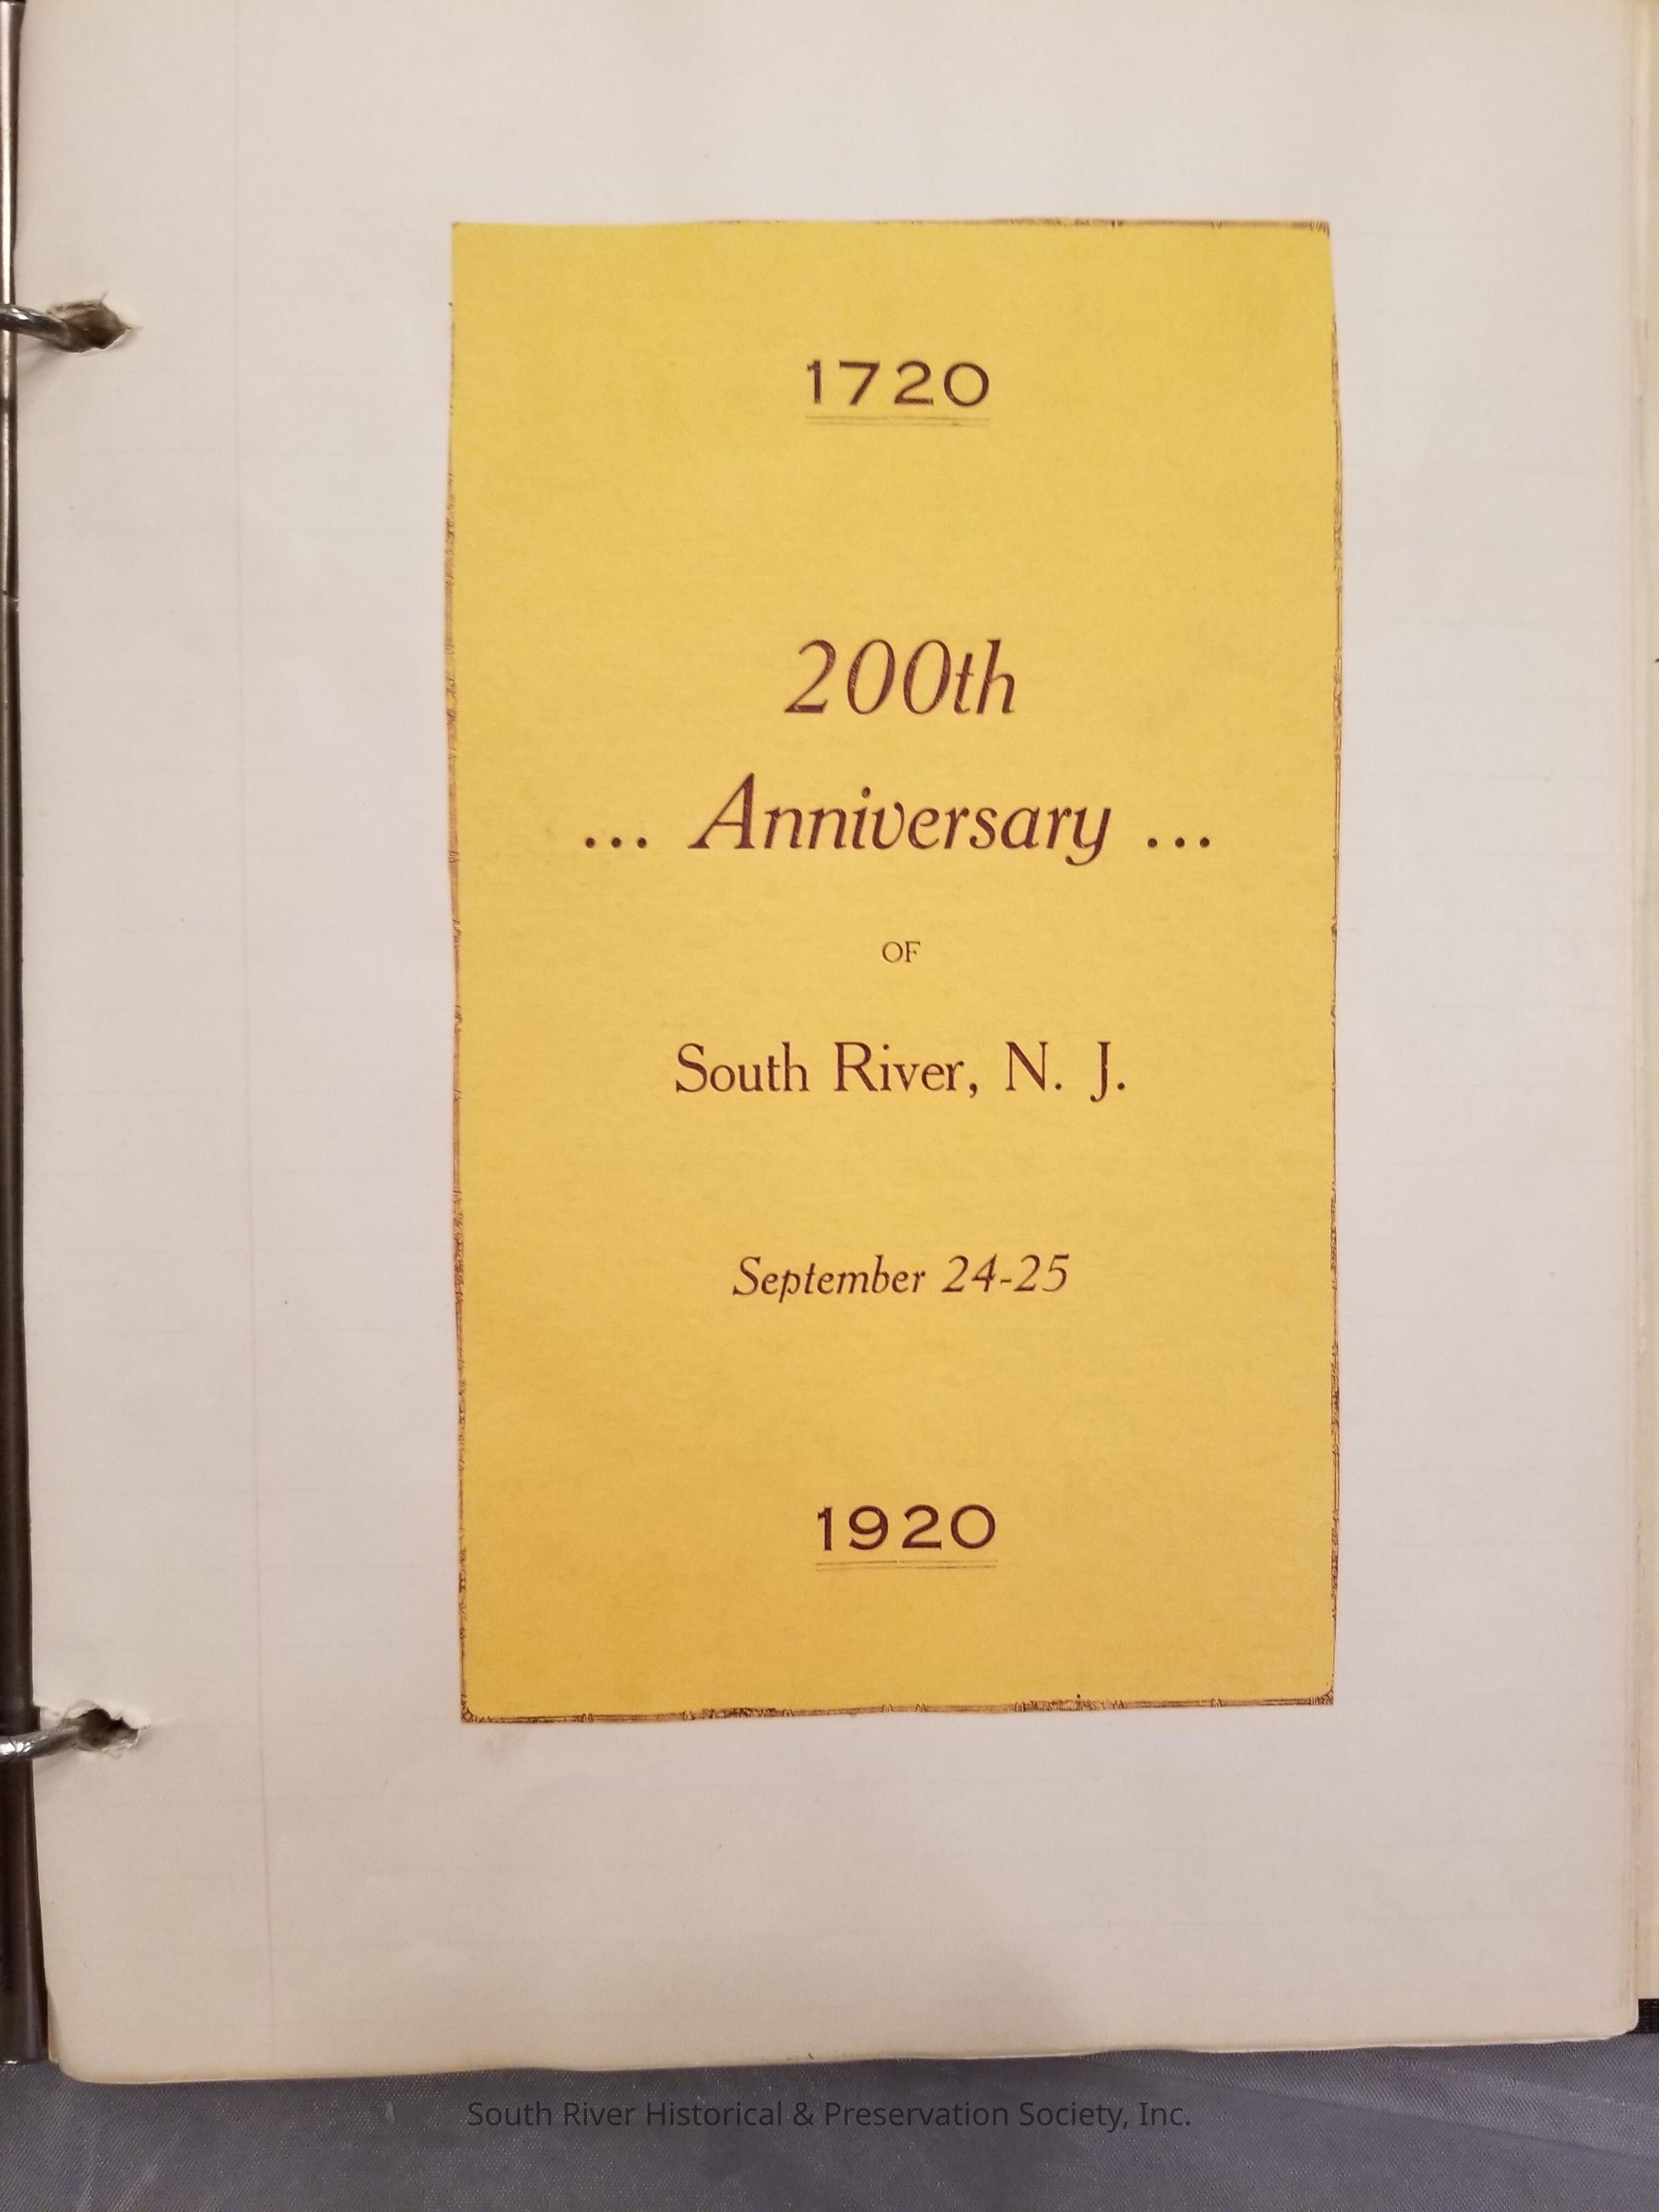 1720
200th
... Anniversary ...
OF
South River, N. J.
September 24-25
1920
South River Historical & Preservation Society, Inc.